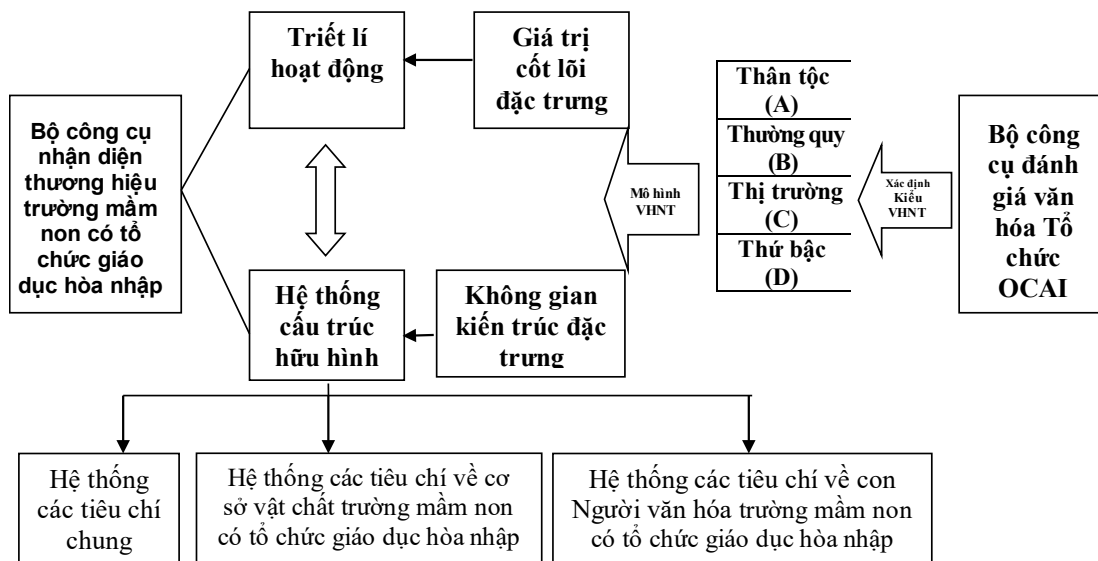 Bộ công cụ
nhận diện
thương hiệu
trường mầm
non có tổ
chức giáo
dục hòa nhập
Triết lí
hoạt động
Giá trị
cốt lõi
đặc trưng
Hệ thống
cấu trúc
hữu hình
Không gian
kiến trúc đặc
trưng
Mô hình
VHNT
Thân tộc
(A)
Thường quy
(B)
Thị trường
(C)
Thứ bậc
(D)
Xác định
Kiểu
VHNT
Bộ công
cụ đánh
giá văn
hóa Tổ
chức
OCAI
Hệ thống
các tiêu chí
chung
Hệ thống các tiêu chí về cơ
sở vật chất trường mầm non
có tổ chức giáo dục hòa nhập
Hệ thống các tiêu chí về con
Người văn hóa trường mầm non
có tổ chức giáo dục hòa nhập